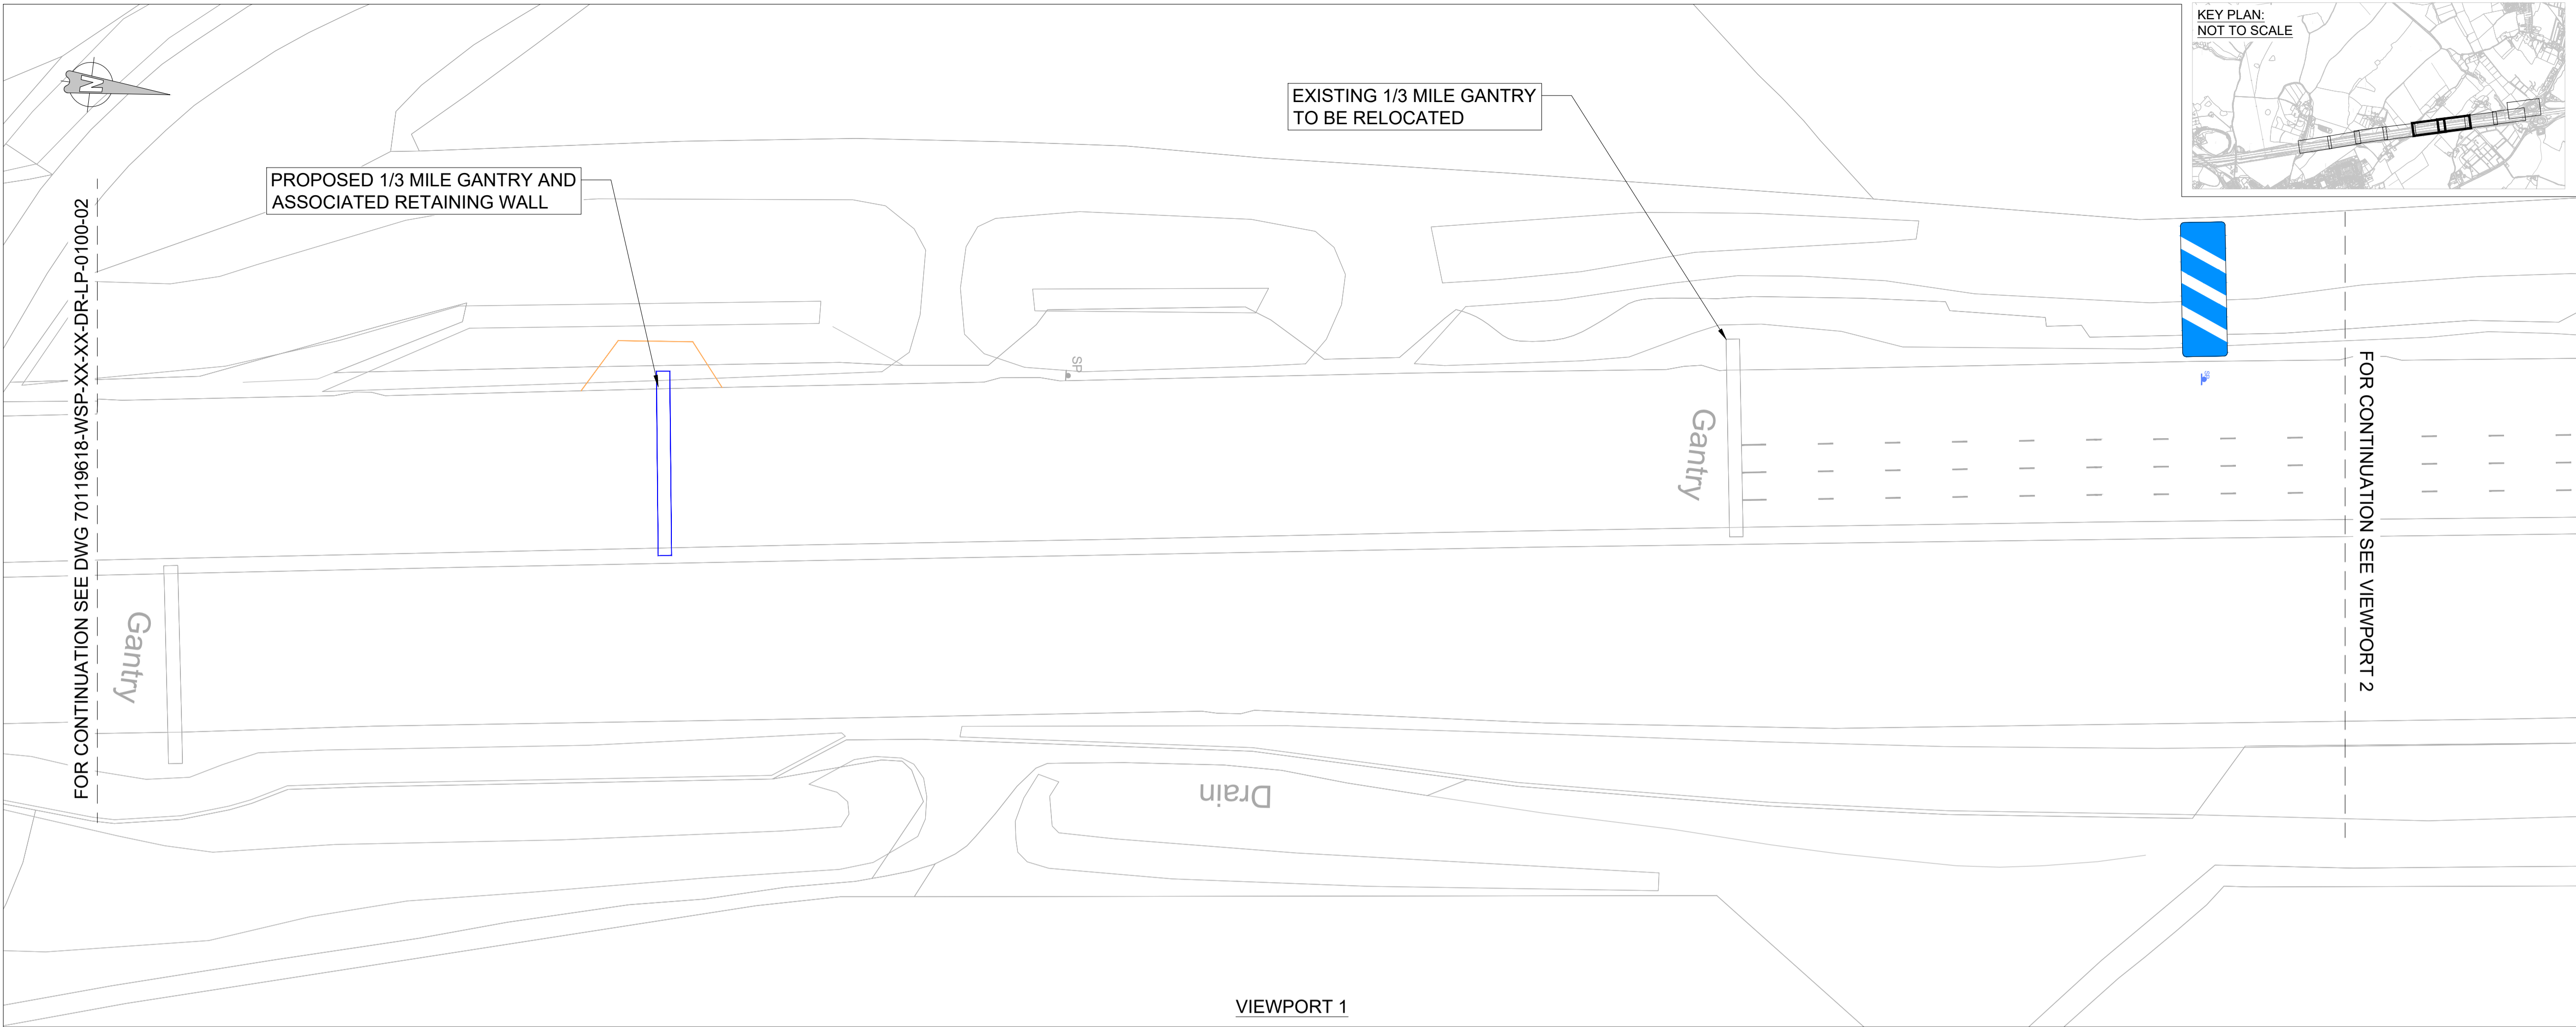 KEY PLAN:
NOT TO SCALE
N
EXISTING 1/3 MILE GANTRY
TO BE RELOCATED
PROPOSED 1/3 MILE GANTRY AND
ASSOCIATED RETAINING WALL
FOR CONTINUATION SEE DWG 70119618-WSP-XX-XX-DR-LP-0100-02
SP
Gantry
FOR CONTINUATION SEE VIEWPORT 2
Gantry
Drain
VIEWPORT 1